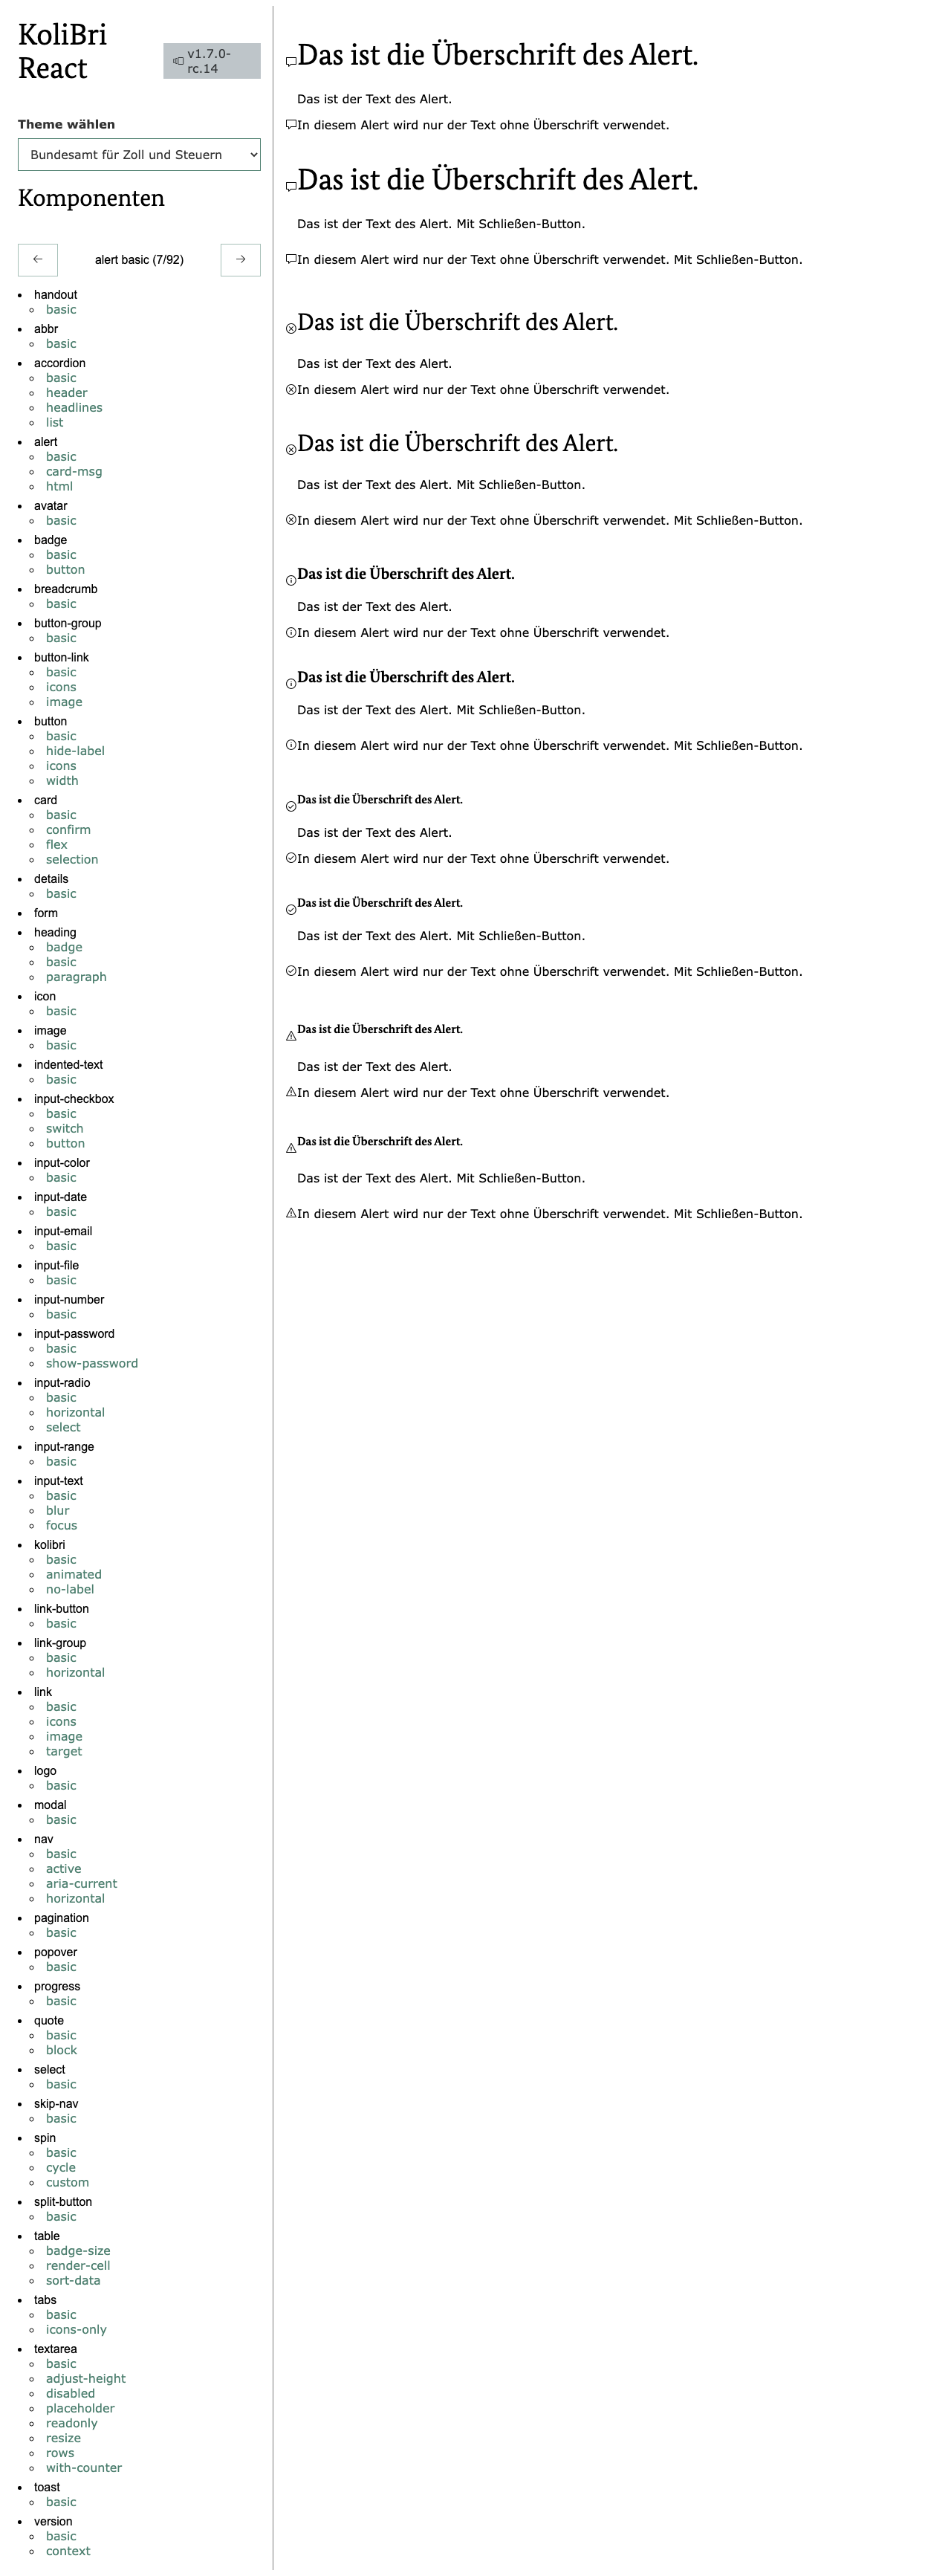 KoliBri
React
v1.7.0-
rc.14
Theme wählen
Bundesamt für Zoll und Steuern
Komponenten
← alert basic (7/92) →
handout
basic
abbr
basic
accordion
basic
header
headlines
list
alert
basic
card-msg
html
avatar
basic
badge
basic
button
breadcrumb
basic
button-group
basic
button-link
basic
icons
image
button
basic
hide-label
icons
width
card
basic
confirm
flex
selection
details
basic
form
heading
badge
basic
paragraph
icon
basic
image
basic
indented-text
basic
input-checkbox
basic
switch
button
input-color
basic
input-date
basic
input-email
basic
input-file
basic
input-number
basic
input-password
basic
show-password
input-radio
basic
horizontal
select
input-range
basic
input-text
basic
blur
focus
kolibri
basic
animated
no-label
link-button
basic
link-group
basic
horizontal
link
basic
icons
image
target
logo
basic
modal
basic
nav
basic
active
aria-current
horizontal
pagination
basic
popover
basic
progress
basic
quote
basic
block
select
basic
skip-nav
basic
spin
basic
cycle
custom
split-button
basic
table
badge-size
render-cell
sort-data
tabs
basic
icons-only
textarea
basic
adjust-height
disabled
placeholder
readonly
resize
rows
with-counter
toast
basic
version
basic
context
Das ist die Überschrift des Alert.
Das ist der Text des Alert.
In diesem Alert wird nur der Text ohne Überschrift verwendet.
Das ist die Überschrift des Alert.
Das ist der Text des Alert. Mit Schließen-Button.
In diesem Alert wird nur der Text ohne Überschrift verwendet. Mit Schließen-Button.
Das ist die Überschrift des Alert.
Das ist der Text des Alert.
In diesem Alert wird nur der Text ohne Überschrift verwendet.
Das ist die Überschrift des Alert.
Das ist der Text des Alert. Mit Schließen-Button.
In diesem Alert wird nur der Text ohne Überschrift verwendet. Mit Schließen-Button.
Das ist die Überschrift des Alert.
Das ist der Text des Alert.
In diesem Alert wird nur der Text ohne Überschrift verwendet.
Das ist die Überschrift des Alert.
Das ist der Text des Alert. Mit Schließen-Button.
In diesem Alert wird nur der Text ohne Überschrift verwendet. Mit Schließen-Button.
Das ist die Überschrift des Alert.
Das ist der Text des Alert.
In diesem Alert wird nur der Text ohne Überschrift verwendet.
Das ist die Überschrift des Alert.
Das ist der Text des Alert. Mit Schließen-Button.
In diesem Alert wird nur der Text ohne Überschrift verwendet. Mit Schließen-Button.
Das ist die Überschrift des Alert.
Das ist der Text des Alert.
In diesem Alert wird nur der Text ohne Überschrift verwendet.
Das ist die Überschrift des Alert.
Das ist der Text des Alert. Mit Schließen-Button.
In diesem Alert wird nur der Text ohne Überschrift verwendet. Mit Schließen-Button.